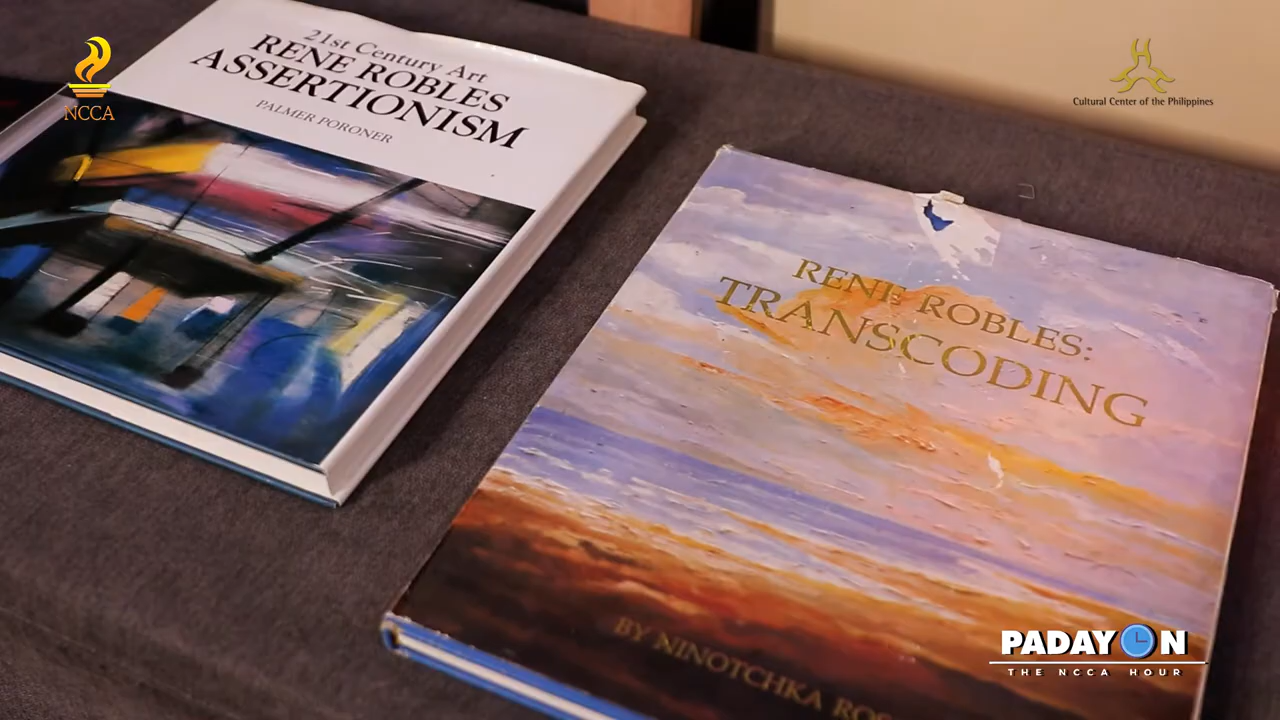 21st Century Art
RENE ROBLES
ASSERTIONISM
PALMER PORONER
NCCA
Cultural Center of the Philippines
RENE ROBLES:
TRANSCODING
BY NINOTCHKA
PADAYON
THE NCCA HOUR